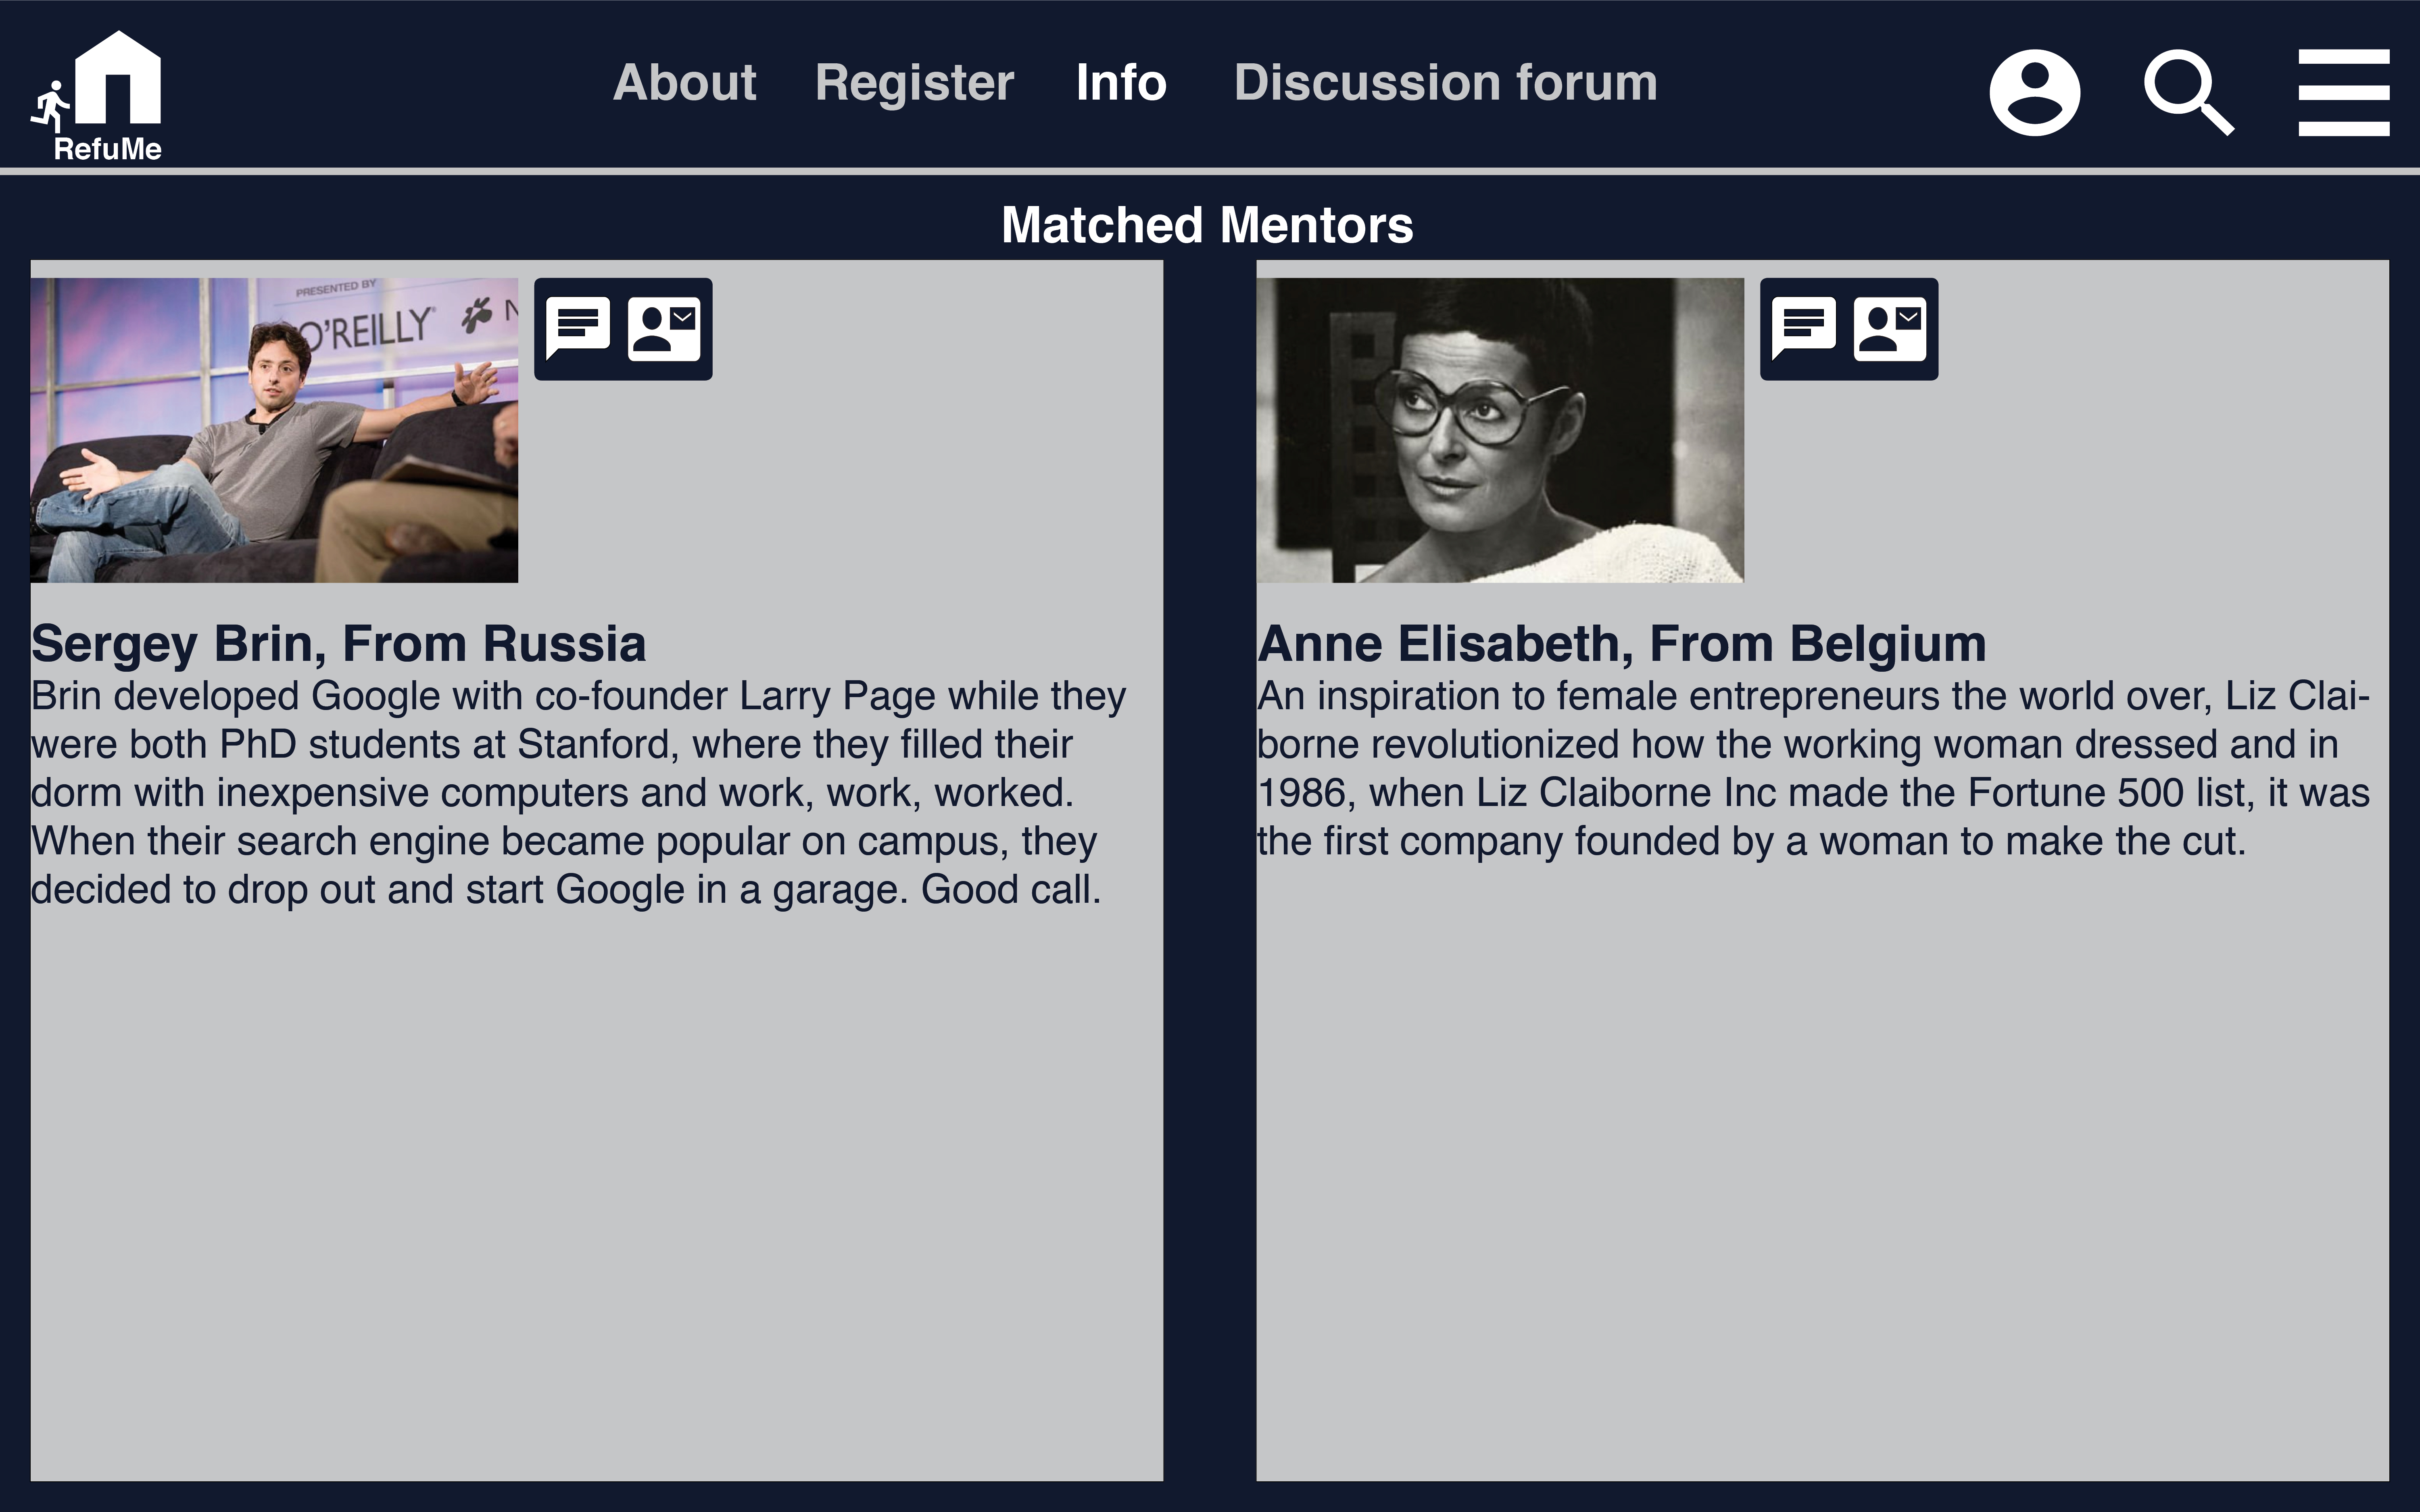 RefuMe
About Register Info Discussion forum
Matched Mentors
PRESENTED BY
O'REILLY
Sergey Brin, From Russia
Brin developed Google with co-founder Larry Page while they
were both PhD students at Stanford, where they filled their
dorm with inexpensive computers and work, work, worked.
When their search engine became popular on campus, they
decided to drop out and start Google in a garage. Good call.
Anne Elisabeth, From Belgium
An inspiration to female entrepreneurs the world over, Liz Clai-
borne revolutionized how the working woman dressed and in
1986, when Liz Claiborne Inc made the Fortune 500 list, it was
the first company founded by a woman to make the cut.